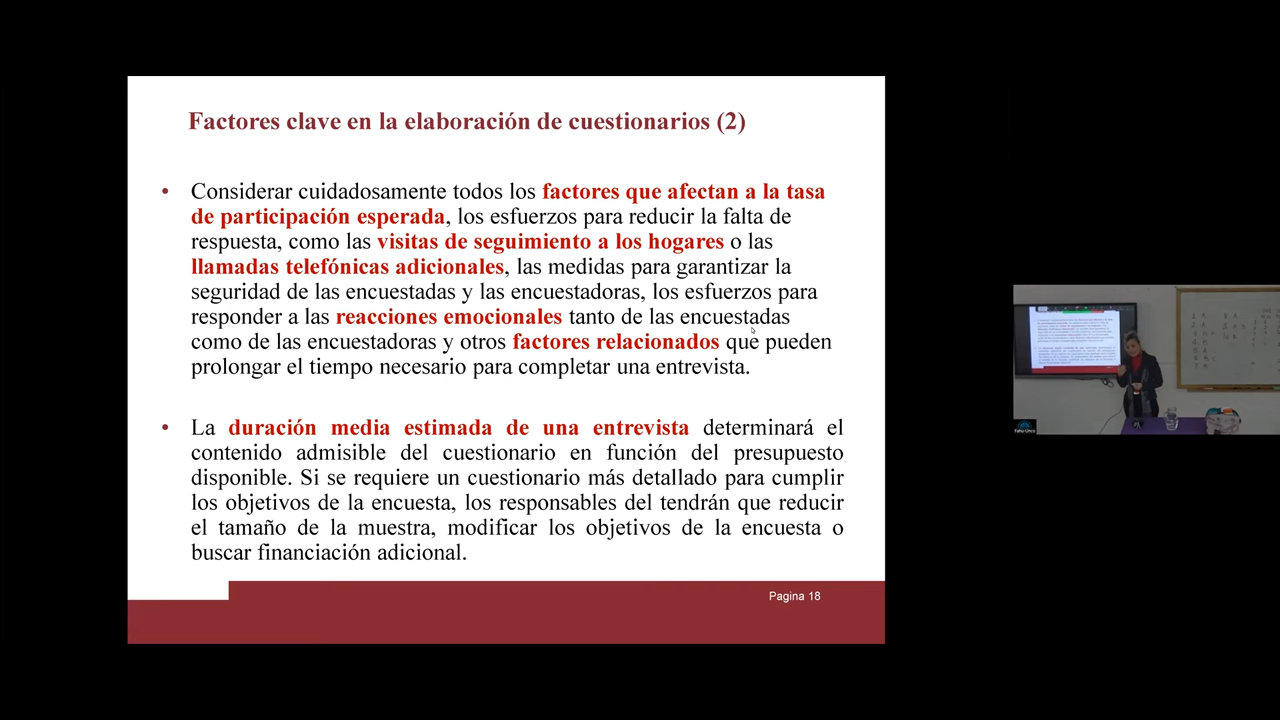 Factores clave en la elaboración de cuestionarios (2)
• Considerar cuidadosamente todos los factores que afectan a la tasa
de participación esperada, los esfuerzos para reducir la falta de
respuesta, como las visitas de seguimiento a los hogares o las
llamadas telefónicas adicionales, las medidas para garantizar la
seguridad de las encuestadas y las encuestadoras, los esfuerzos para
responder a las reacciones emocionales tanto de las encuestadas
como de las encuestadoras y otros factores relacionados que pueden
prolongar el tiempo necesario para completar una entrevista.
• La duración media estimada de una entrevista determinará el
contenido admisible del cuestionario en función del presupuesto
disponible. Si se requiere un cuestionario más detallado para cumplir
los objetivos de la encuesta, los responsables del tendrán que reducir
el tamaño de la muestra, modificar los objetivos de la encuesta o
buscar financiación adicional.
Pagina 18